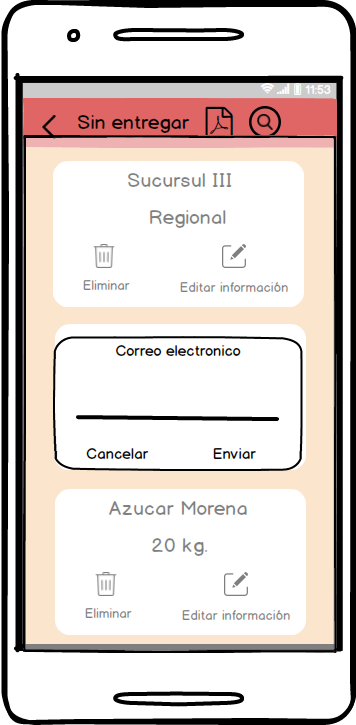 11:53
Sin entregar
Sucursul III
Regional
Eliminar Editar información
Correo electronico
Cancelar Enviar
Azucar Morena
20 kg.
Eliminar Editar información